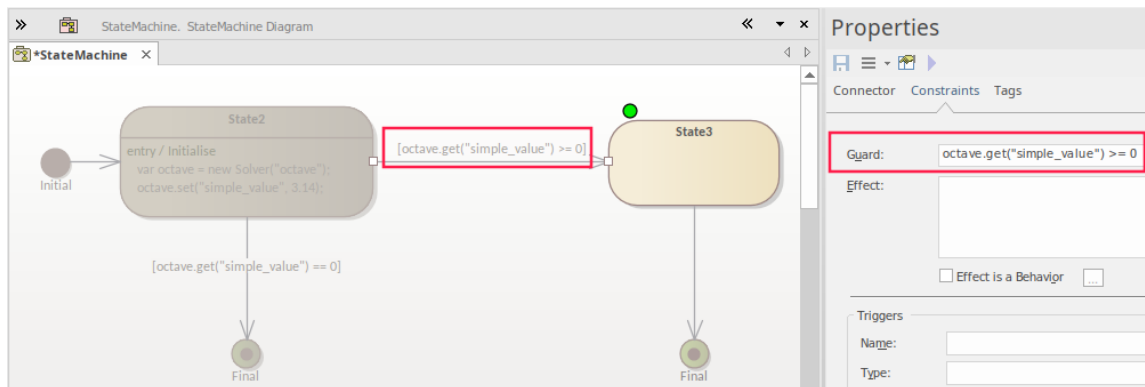 StateMachine. StateMachine Diagram
*StateMachine
State2
entry / Initialise
var octave = new Solver("octave");
octave.set("simple_value", 3.14);
Initial
[octave.get("simple_value") >= 0]
State3
[octave.get("simple_value") == 0]
Final
Final
Properties
Connector Constraints Tags
Guard: octave.get("simple_value") >= 0
Effect:
Effect is a Behavior ...
Triggers
Name:
Type: